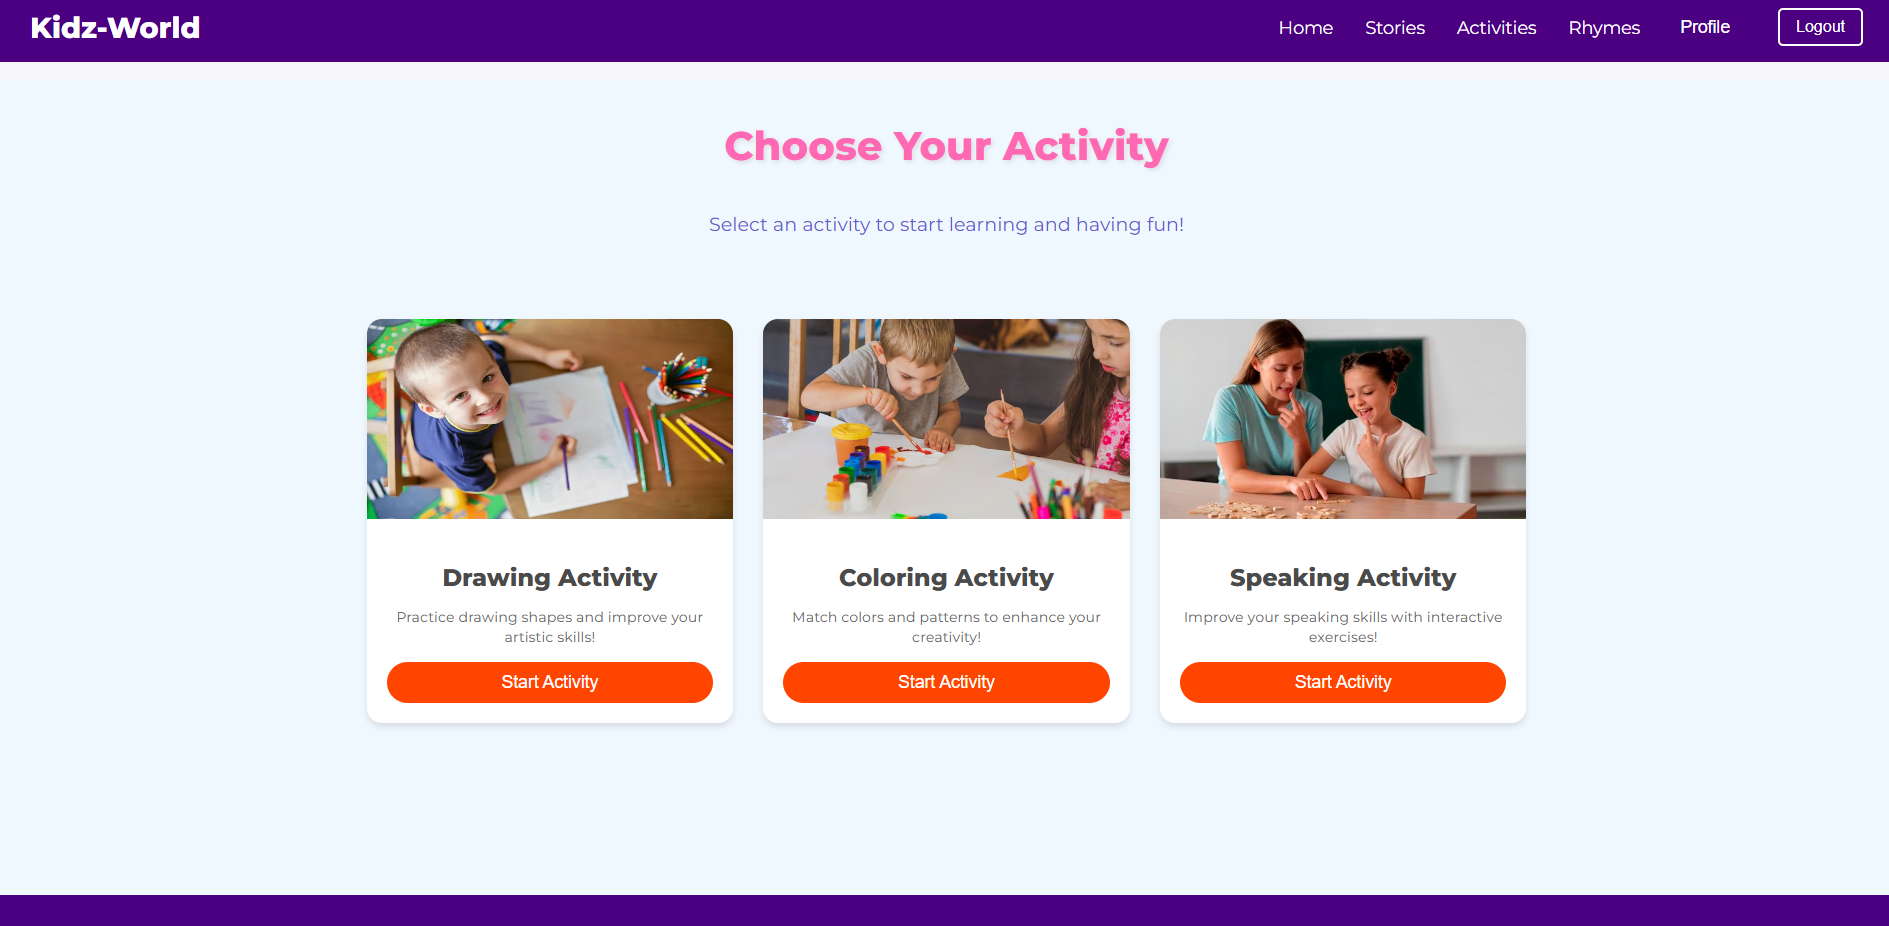 Kidz-World
Home Stories Activities Rhymes Profile Logout
Choose Your Activity
Select an activity to start learning and having fun!
Drawing Activity
Practice drawing shapes and improve your
artistic skills!
Start Activity
Coloring Activity
Match colors and patterns to enhance your
creativity!
Start Activity
Speaking Activity
Improve your speaking skills with interactive
exercises!
Start Activity